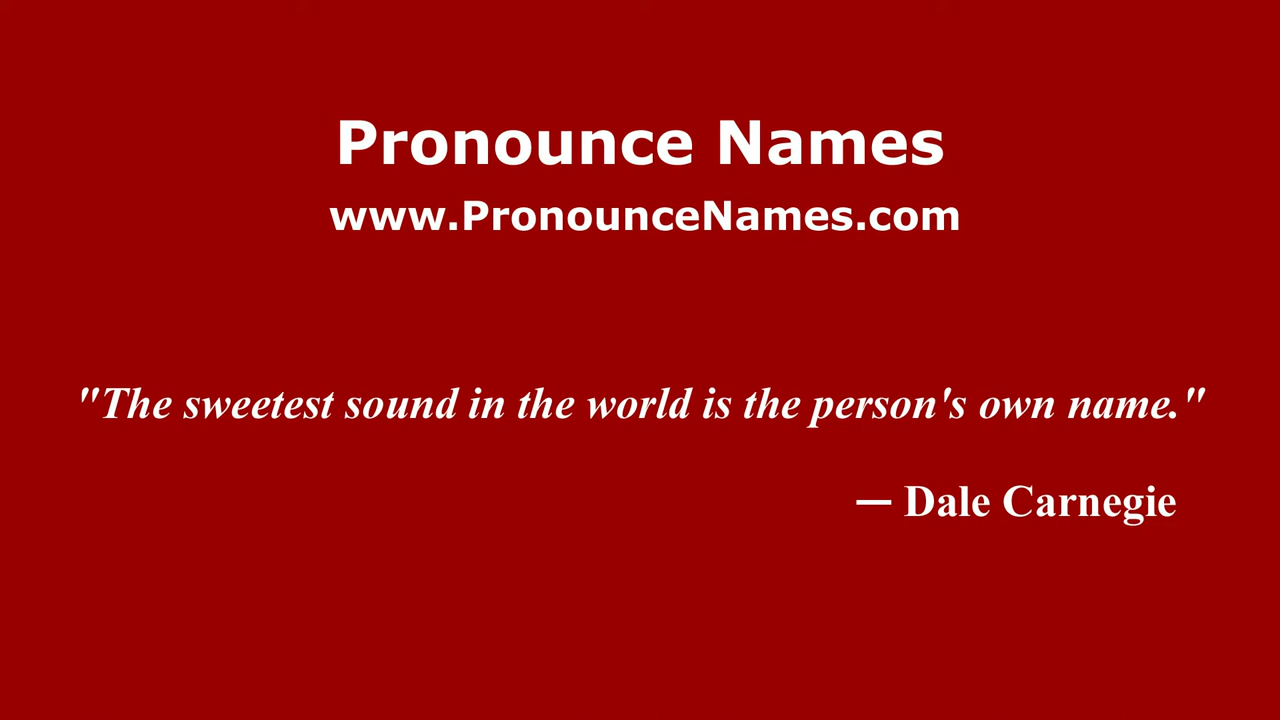 Pronounce Names
www.PronounceNames.com
"The sweetest sound in the world is the person's own name."
— Dale Carnegie